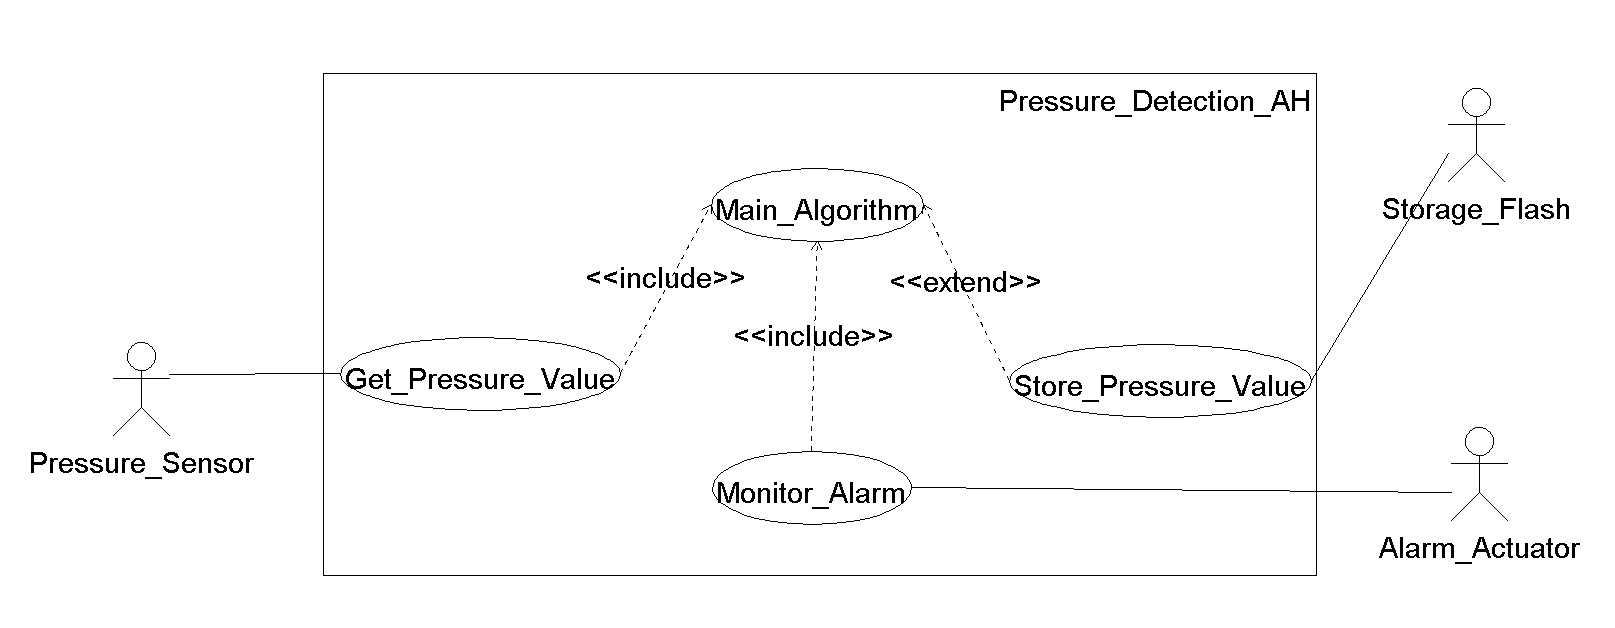 Pressure_Detection_AH
Main_Algorithm
Storage_Flash
<<include>>
<<extend>>
<<include>>
Get_Pressure_Value
Store_Pressure_Value
Pressure_Sensor
Monitor_Alarm
Alarm_Actuator